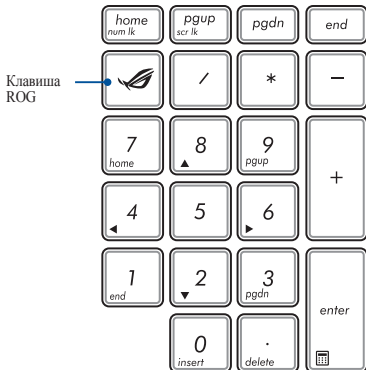 home pgup pgdn end
num lk scr lk
Клавиша
ROG
/ * −
7 8 9
home pgup
+
4 5 6
1 2 3
end pgdn
enter
0 .
insert delete